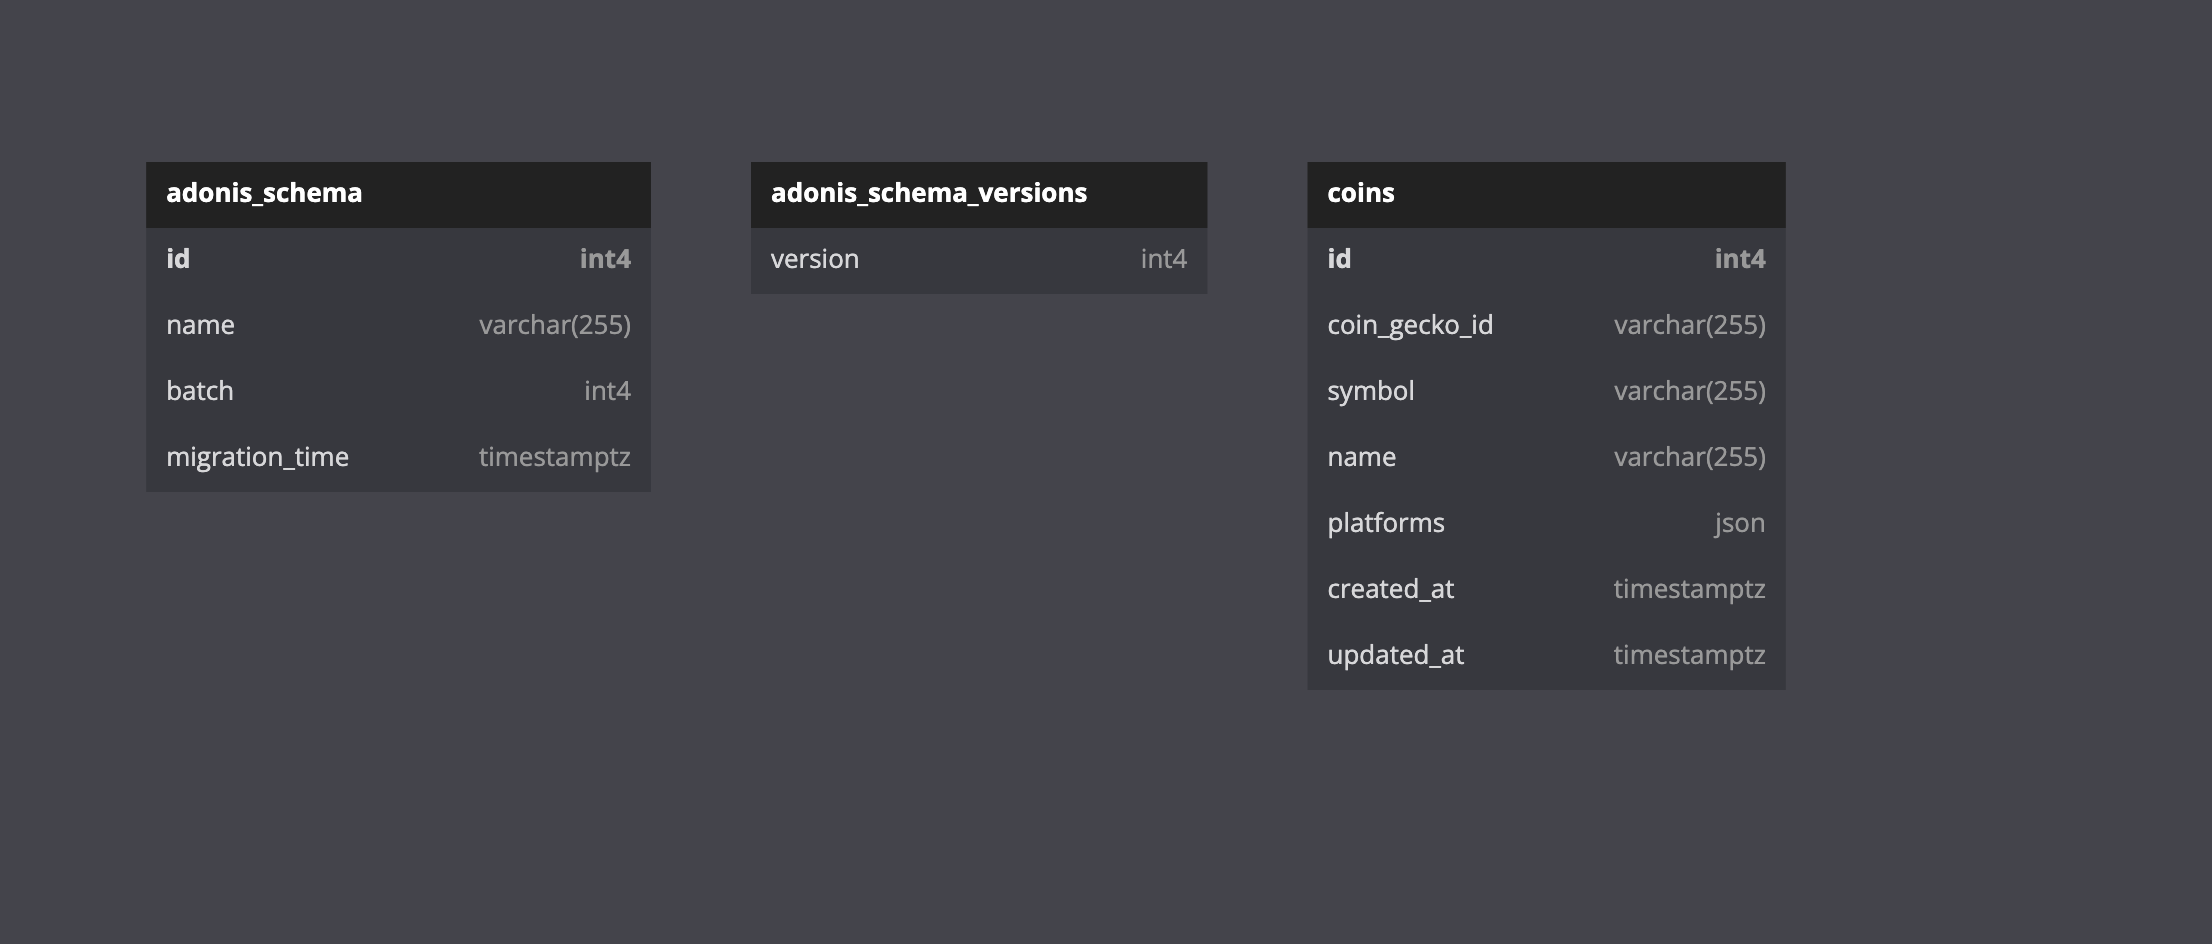 adonis_schema
id int4
name varchar(255)
batch int4
migration_time timestamptz
adonis_schema_versions
version int4
coins
id int4
coin_gecko_id varchar(255)
symbol varchar(255)
name varchar(255)
platforms json
created_at timestamptz
updated_at timestamptz